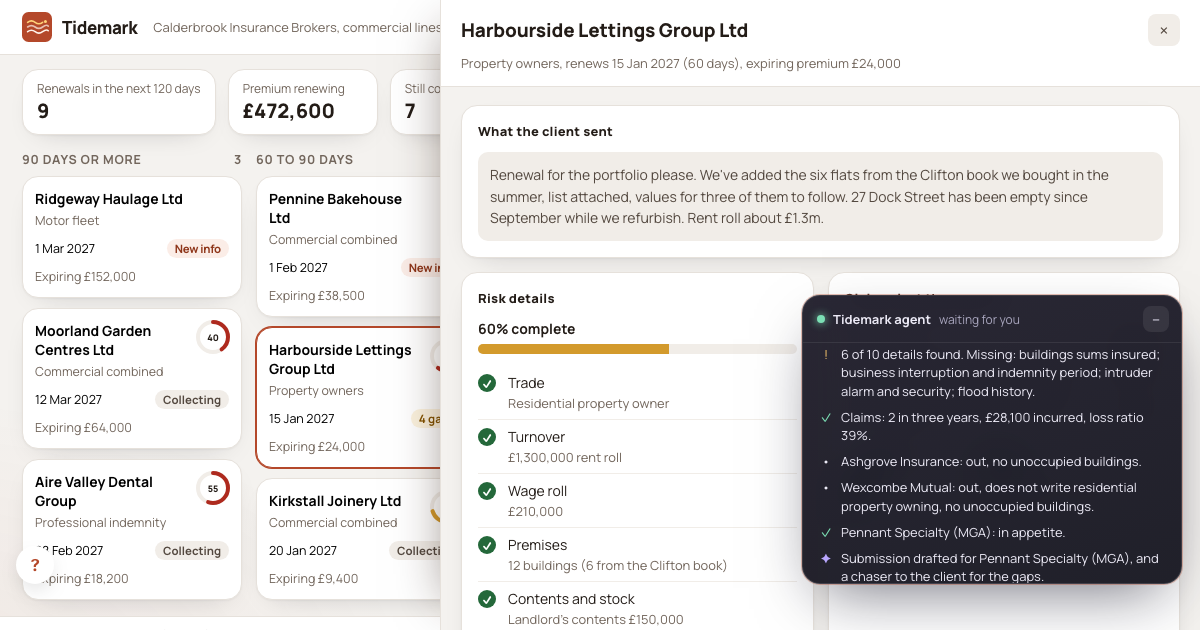 Tidemark
Calderbrook Insurance Brokers, commercial lines
Renewals in the next 120 days
9
Premium renewing
£472,600
Still
7
90 DAYS OR MORE
3
Ridgeway Haulage Ltd
Motor fleet
1 Mar 2027
New info
Expiring £152,000
Moorland Garden
Centres Ltd
40
Commercial combined
12 Mar 2027
Collecting
Expiring £64,000
Aire Valley Dental
Group
55
Professional indemnity
Feb 2027
Collecting
£18,200
?
60 TO 90 DAYS
Pennine Bakehouse
Ltd
Commercial combined
1 Feb 2027
New
Expiring £38,500
Harbourside Lettings
Group Ltd
Property owners
15 Jan 2027
4
Expiring £24,000
Kirkstall Joinery Ltd
Commercial combined
20 Jan 2027
Expiring £9,400
Harbourside Lettings Group Ltd
×
Property owners, renews 15 Jan 2027 (60 days), expiring premium £24,000
What the client sent
Renewal for the portfolio please. We've added the six flats from the Clifton book we bought in the
summer, list attached, values for three of them to follow. 27 Dock Street has been empty since
September while we refurbish. Rent roll about £1.3m.
Risk details
60% complete
Trade
Residential property owner
Turnover
£1,300,000 rent roll
Wage roll
£210,000
Premises
12 buildings (6 from the Clifton book)
Contents and stock
Landlord's contents £150,000
Tidemark agent waiting for you
–
! 6 of 10 details found. Missing: buildings sums insured;
business interruption and indemnity period; intruder
alarm and security; flood history.
✓ Claims: 2 in three years, £28,100 incurred, loss ratio
39%.
• Ashgrove Insurance: out, no unoccupied buildings.
• Wexcombe Mutual: out, does not write residential
property owning, no unoccupied buildings.
✓ Pennant Specialty (MGA): in appetite.
✦ Submission drafted for Pennant Specialty (MGA), and
a chaser to the client for the gaps.